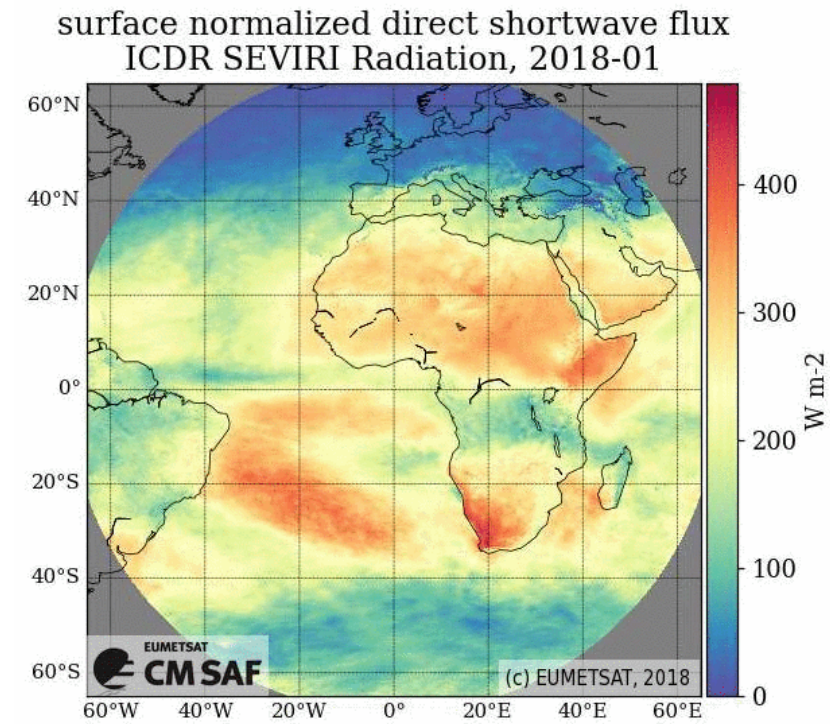 surface normalized direct shortwave flux
ICDR SEVIRI Radiation, 2018-01
60°N
40°N
20°N
0°
20°S
40°S
60°S
60°W
40°W
20°W
0°
20°E
40°E
60°E
400
300
200
100
0
W m-2
EUMETSAT
CM SAF
(c) EUMETSAT, 2018